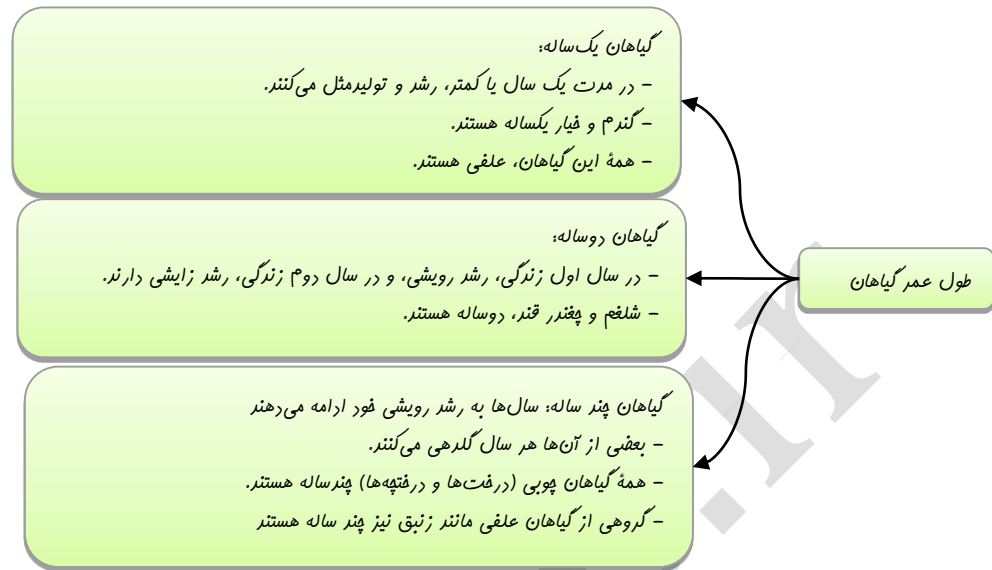 طول عمر گیاهان
گیاهان یک‌ساله:
– در مدت یک سال یا کمتر، رشد و تولیدمثل می‌کنند.
– گندم و خیار یکساله هستند.
– همۀ این گیاهان، علفی هستند.
گیاهان دوساله:
– در سال اول زندگی، رشد رویشی، و در سال دوم زندگی، رشد زایشی دارند.
– شلغم و چغندر قند، دوساله هستند.
گیاهان چند ساله: سال‌ها به رشد رویشی خود ادامه می‌دهند
– بعضی از آن‌ها هر سال گلدهی می‌کنند.
– همۀ گیاهان چوبی (درخت‌ها و درختچه‌ها) چندساله هستند.
– گروهی از گیاهان علفی مانند زنبق نیز چند ساله هستند
.ir